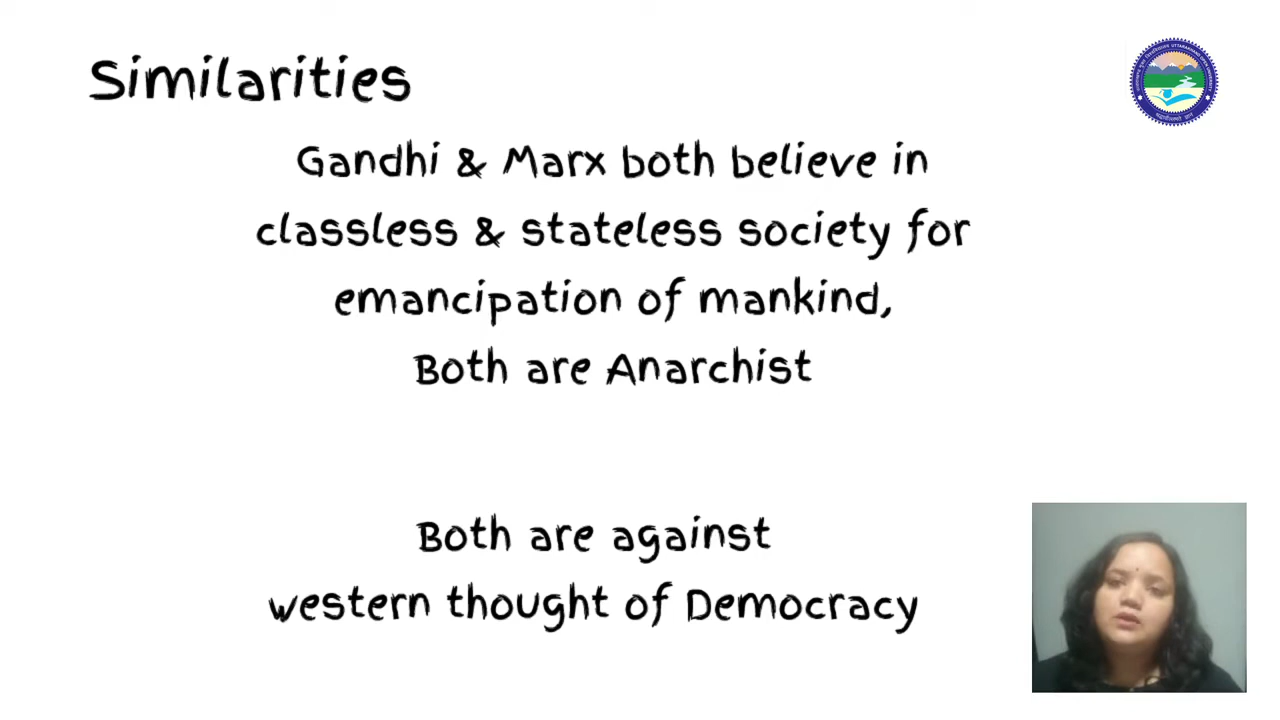 Similarities
Gandhi & Marx both believe in
classless & stateless society for
emancipation of mankind,
Both are Anarchist
Both are against
western thought of Democracy